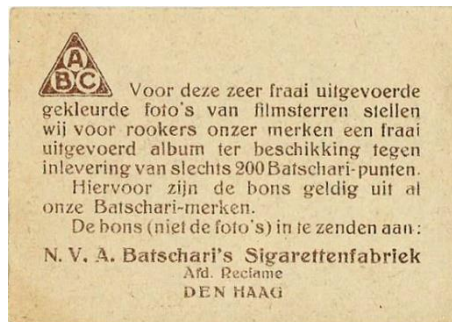 A
B C
Voor deze zeer fraai uitgevoerde
gekleurde foto's van filmsterren stellen
wij voor rookers onzer merken een fraai
uitgevoerd album ter beschikking tegen
inlevering van slechts 200 Batschari-punten.
Hiervoor zijn de bons geldig uit al
onze Batschari-merken.
De bons (niet de foto's) in te zenden aan:
N. V. A. Batschari's Sigarettenfabriek
Afd. Reclame
DEN HAAG